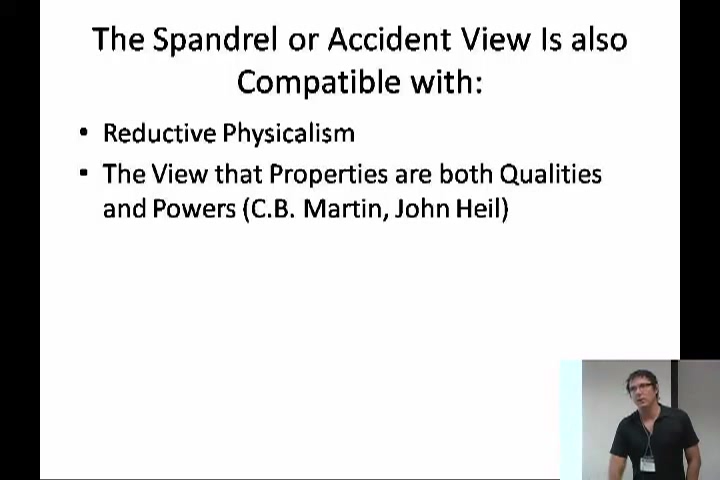 The Spandrel or Accident View Is also
Compatible with:
• Reductive Physicalism
▪ The View that Properties are both Qualities
and Powers (C.B. Martin, John Heil)